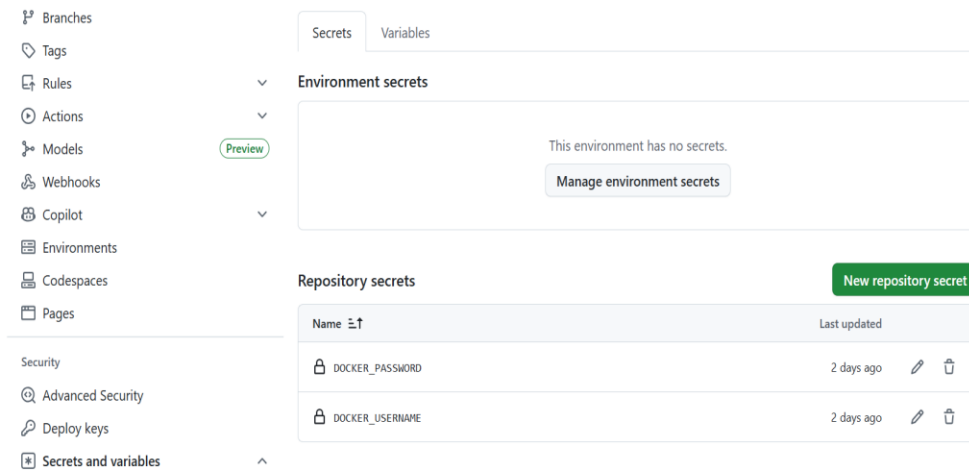 Branches
Tags
Rules
Actions
Models Preview
Webhooks
Copilot
Environments
Codespaces
Pages
Security
Advanced Security
Deploy keys
Secrets and variables
Secrets Variables
Environment secrets
This environment has no secrets.
Manage environment secrets
Repository secrets New repository secret
Name Last updated
DOCKER_PASSWORD 2 days ago
DOCKER_USERNAME 2 days ago